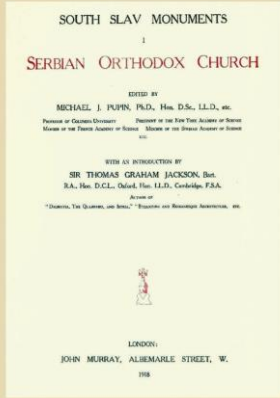 SOUTH SLAV MONUMENTS
I
SERBIAN ORTHODOX CHURCH
EDITED BY
MICHAEL J. PUPIN, Ph.D., Hon. D.Sc., LL.D., etc.
Professor of Columbia University President of the New York Academy of Science
Member of the French Academy of Science Member of the Serbian Academy of Science
etc.
WITH AN INTRODUCTION BY
SIR THOMAS GRAHAM JACKSON, Bart.
R.A., Hon. D.C.L., Oxford, Hon. LL.D., Cambridge, F.S.A.
Author of
"Dalmatia, The Quarnero, and Istria," "Byzantine and Romanesque Architecture, etc.
LONDON:
JOHN MURRAY, ALBEMARLE STREET, W.
1918